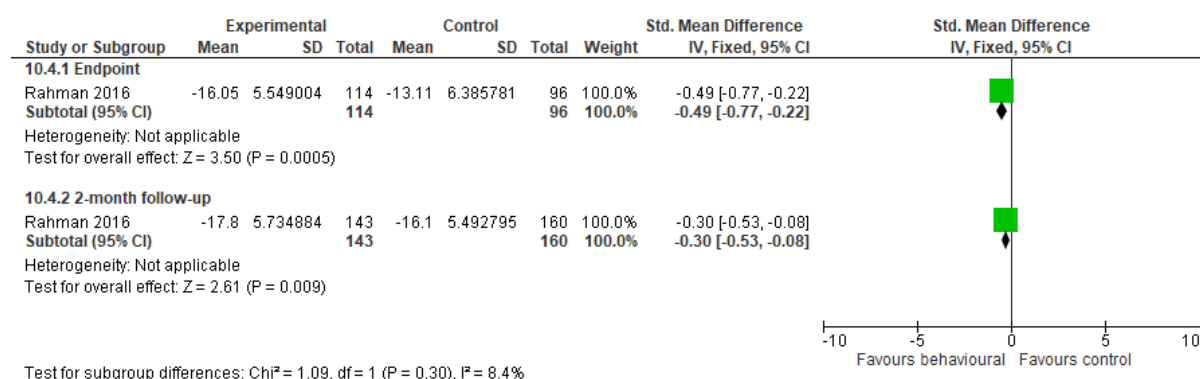 Experimental Control Std. Mean Difference Std. Mean Difference
Study or Subgroup Mean SD Total Mean SD Total Weight IV, Fixed, 95% CI IV, Fixed, 95% CI
10.4.1 Endpoint
Rahman 2016 -16.05 5.549004 114 -13.11 6.385781 96 100.0% -0.49 [-0.77, -0.22]
Subtotal (95% CI) 114 96 100.0% -0.49 [-0.77, -0.22]
Heterogeneity: Not applicable
Test for overall effect: Z = 3.50 (P = 0.0005)
10.4.2 2-month follow-up
Rahman 2016 -17.8 5.734884 143 -16.1 5.492795 160 100.0% -0.30 [-0.53, -0.08]
Subtotal (95% CI) 143 160 100.0% -0.30 [-0.53, -0.08]
Heterogeneity: Not applicable
Test for overall effect: Z = 2.61 (P = 0.009)
-10 -5 0 5 10
Favours behavioural Favours control
Test for subgroup differences: Chi² = 1.09, df = 1 (P = 0.30), I² = 8.4%